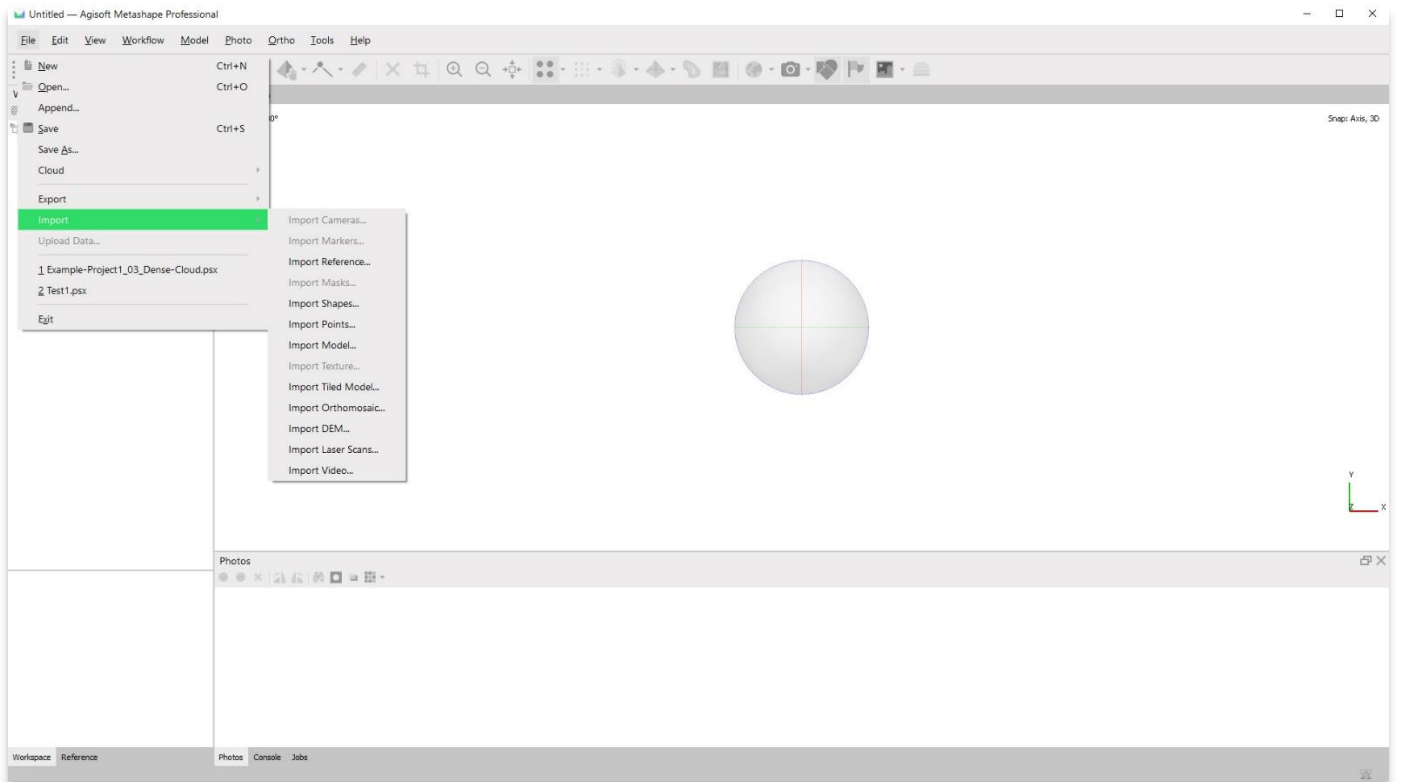 Untitled — Agisoft Metashape Professional
File Edit View Workflow Model Photo Ortho Tools Help
New Ctrl+N
Open... Ctrl+O
Append...
Save Ctrl+S
Save As...
Cloud
Export
Import
Upload Data...
1 Example-Project1_03_Dense-Cloud.psx
2 Test1.psx
Exit
Import Cameras...
Import Markers...
Import Reference...
Import Masks...
Import Shapes...
Import Points...
Import Model...
Import Texture...
Import Tiled Model...
Import Orthomosaic...
Import DEM...
Import Laser Scans...
Import Video...
Snap: Axis, 3D
Y
Z X
Photos
Workspace Reference
Photos Console Jobs